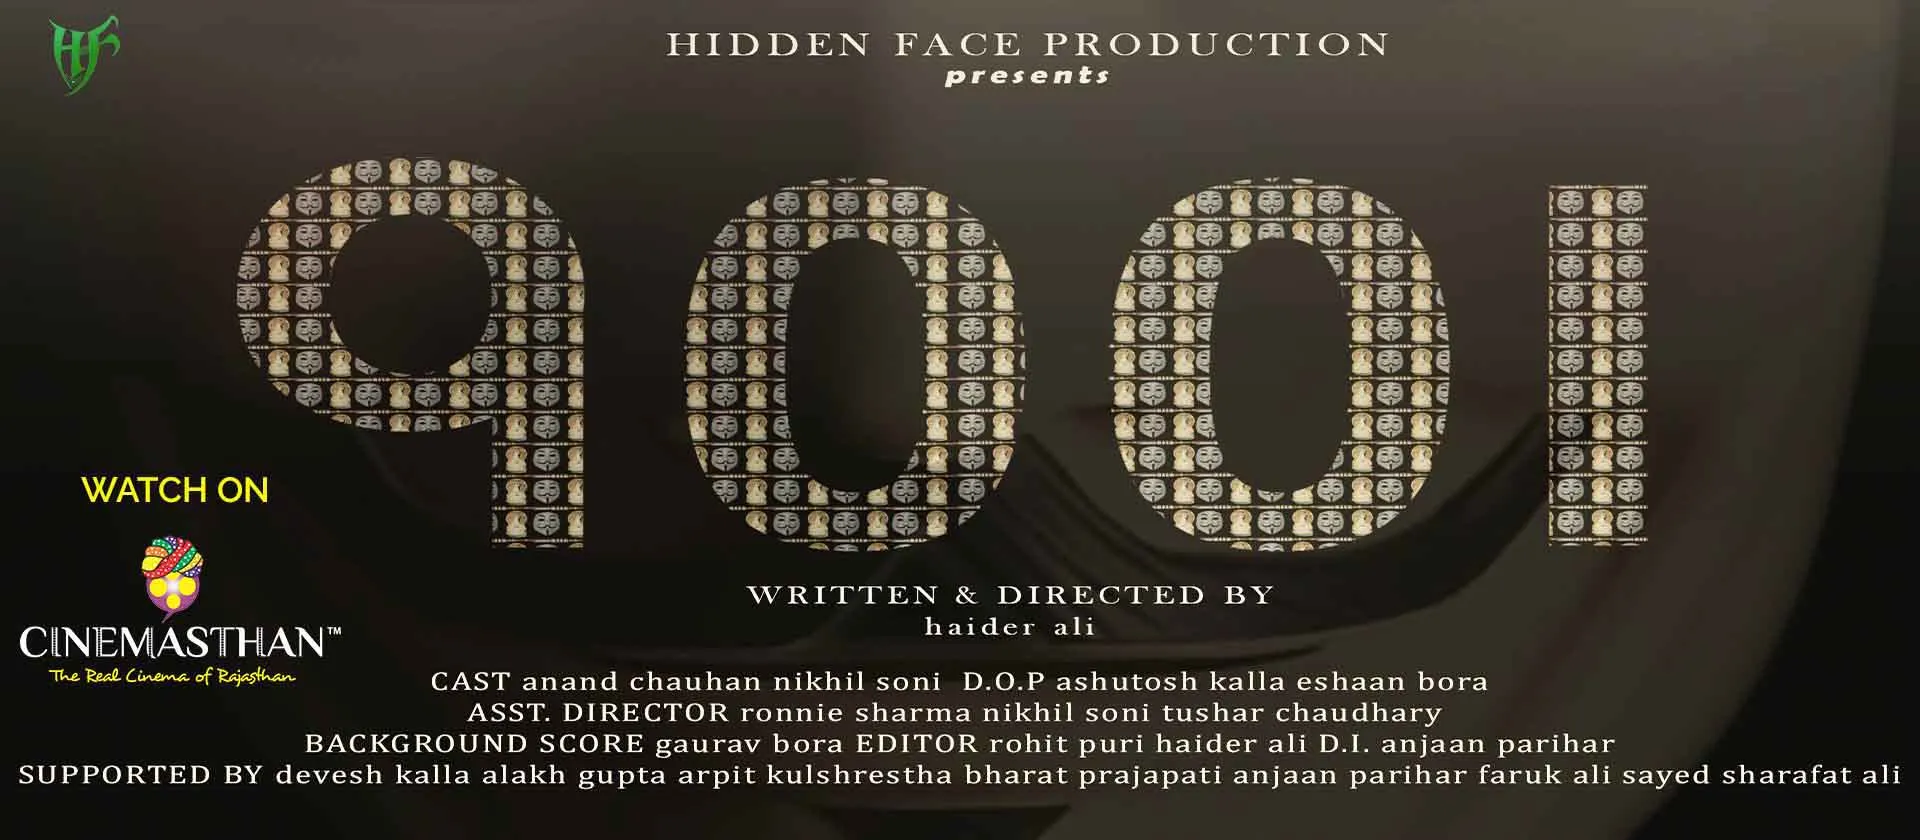 HIDDEN FACE PRODUCTION
presents
9001
WATCH ON
CINEMASTHAN™
The Real Cinema of Rajasthan
WRITTEN & DIRECTED BY
haider ali
CAST anand chauhan nikhil soni D.O.P ashutosh kalla eshaan bora
ASST. DIRECTOR ronnie sharma nikhil soni tushar chaudhary
BACKGROUND SCORE gaurav bora EDITOR rohit puri haider ali D.I. anjaan parihar
SUPPORTED BY devesh kalla alakh gupta arpit kulshrestha bharat prajapati anjaan parihar faruk ali sayed sharafat ali